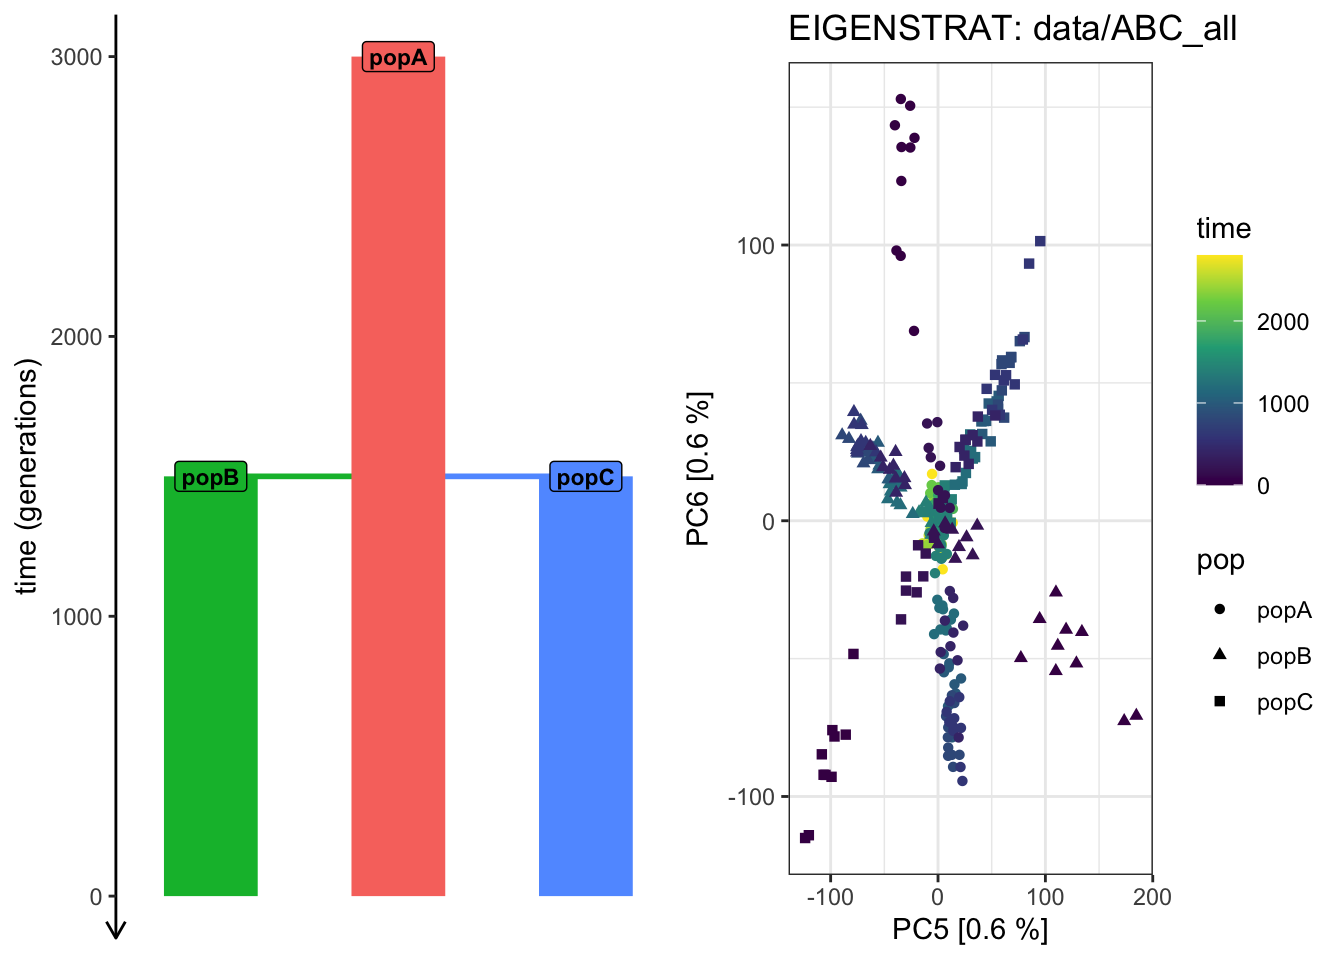 time (generations)
3000
2000
1000
0
popA
popB
popC
EIGENSTRAT: data/ABC_all
PC6 [0.6 %]
100
0
-100
-100
0
100
200
PC5 [0.6 %]
time
2000
1000
0
pop
popA
popB
popC